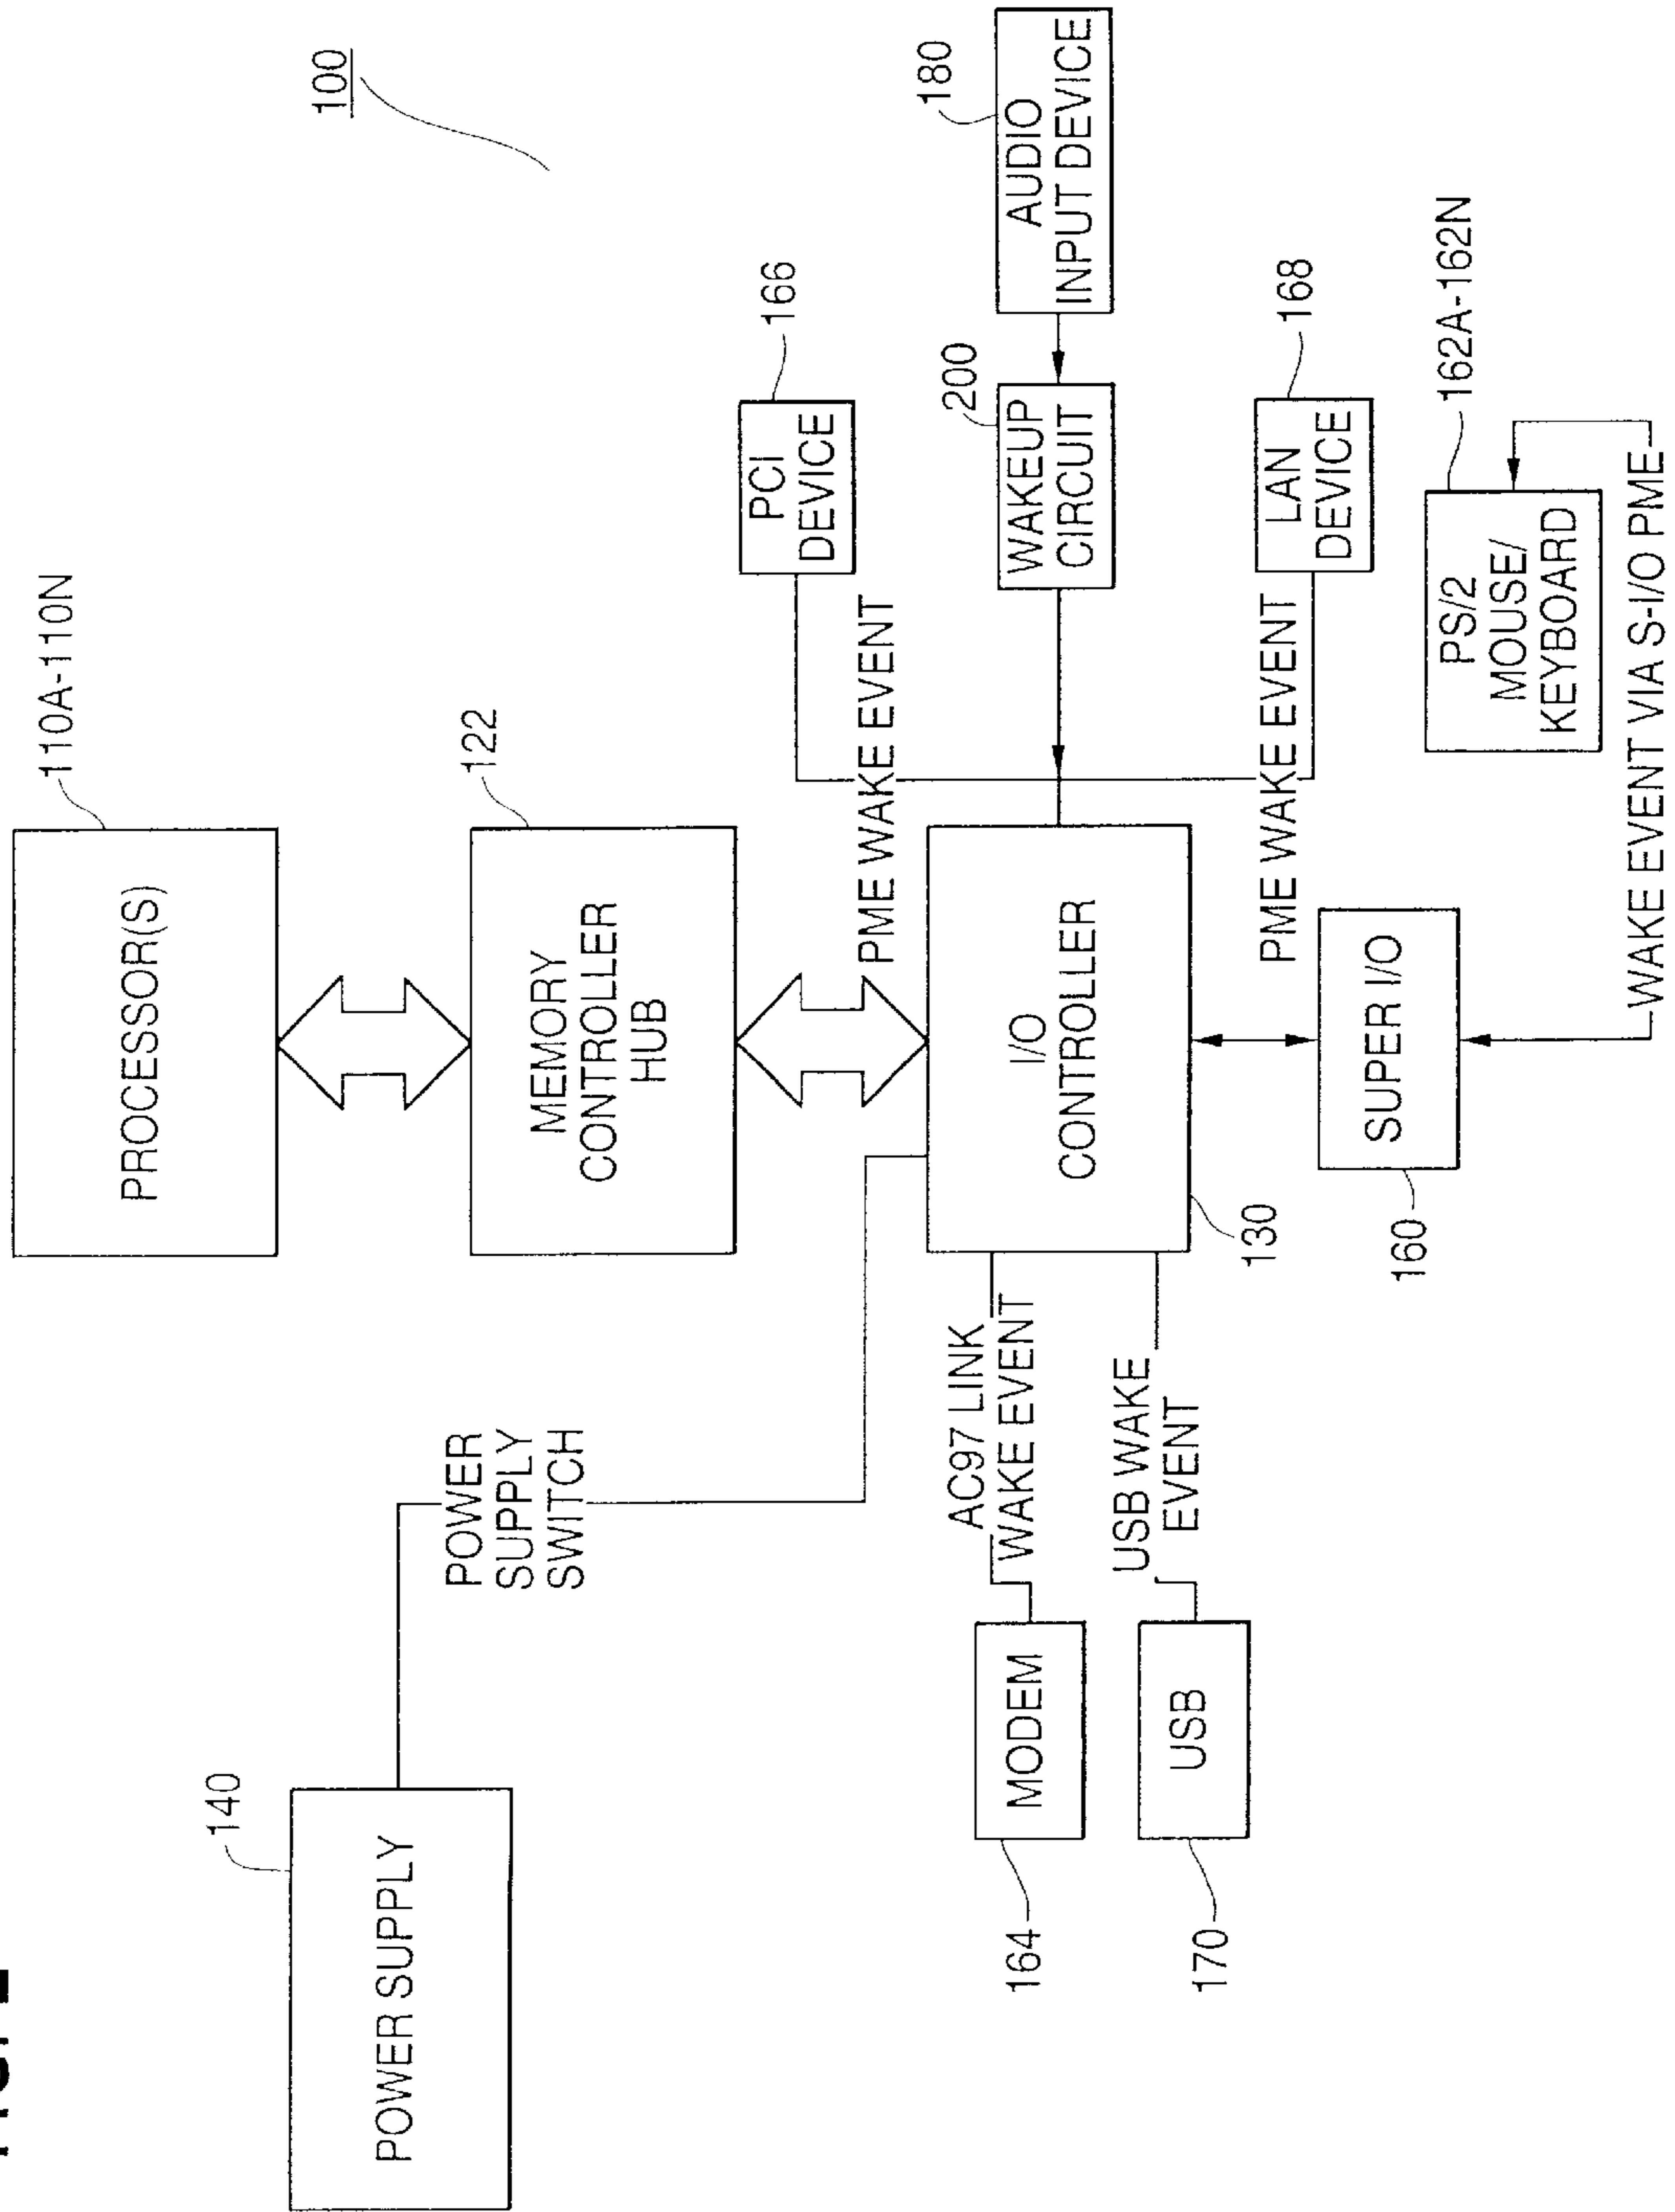 110A-110N
PROCESSOR(S)
100
140
POWER SUPPLY
POWER
SUPPLY
SWITCH
122
MEMORY
CONTROLLER
HUB
166
PCI
DEVICE
PME WAKE EVENT
180
AUDIO
INPUT DEVICE
200
WAKEUP
CIRCUIT
I/O
CONTROLLER
130
AC97 LINK
WAKE EVENT
MODEM
164
USB WAKE
EVENT
USB
170
168
LAN
DEVICE
PME WAKE EVENT
SUPER I/O
160
162A-162N
PS/2
MOUSE/
KEYBOARD
WAKE EVENT VIA S-I/O PME